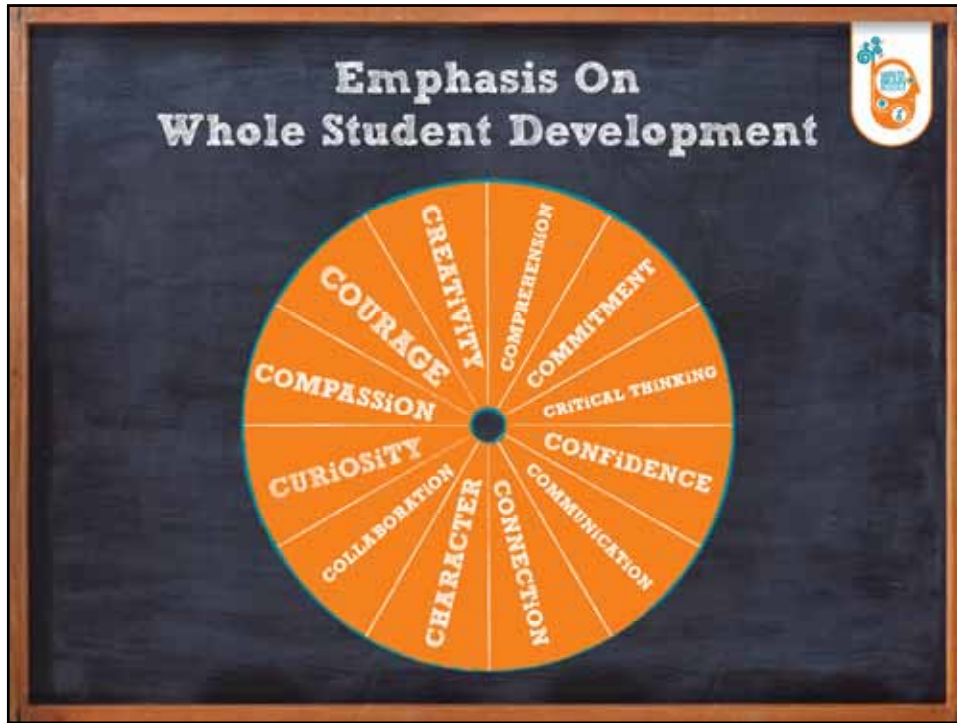 Emphasis On
Whole Student Development
COMPREHENSiON
COMMiTMENT
CRiTiCAL THiNKiNG
CONFiDENCE
COMMUNiCATiON
CONNECTiON
CHARACTER
COLLABORATiON
CURiOSiTY
COMPASSiON
COURAGE
CREATiViTY